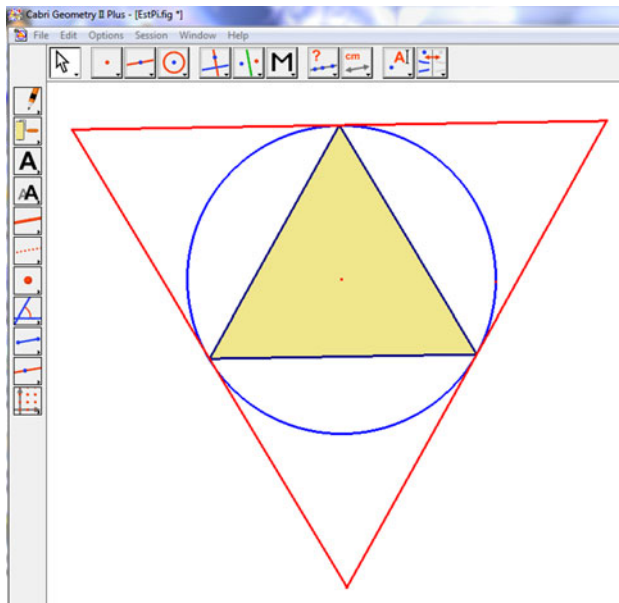 Cabri Geometry II Plus - [EstPi.fig *]
File Edit Options Session Window Help
M ? cm A
A
AA